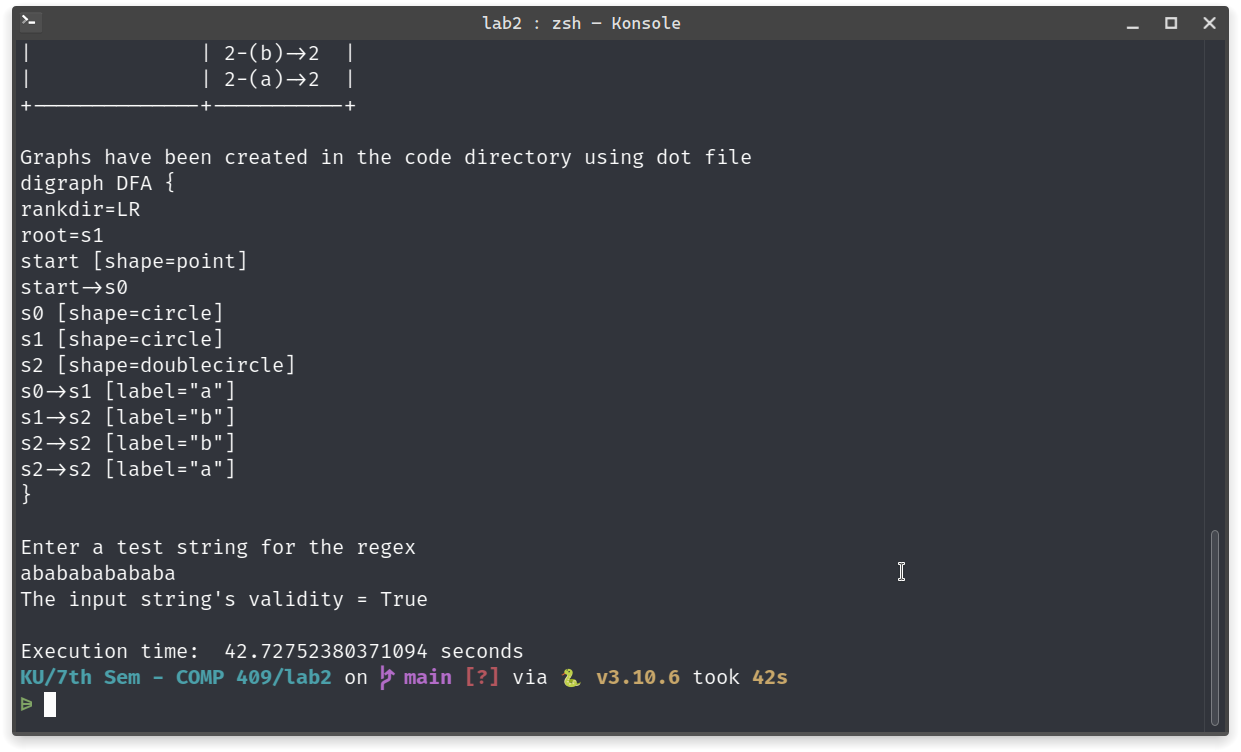 lab2 : zsh — Konsole
|              | 2-(b)->2  |
|              | 2-(a)->2  |
+--------------+-----------+
Graphs have been created in the code directory using dot file
digraph DFA {
rankdir=LR
root=s1
start [shape=point]
start->s0
s0 [shape=circle]
s1 [shape=circle]
s2 [shape=doublecircle]
s0->s1 [label="a"]
s1->s2 [label="b"]
s2->s2 [label="b"]
s2->s2 [label="a"]
}
Enter a test string for the regex
ababababababa
The input string's validity = True
Execution time:  42.72752380371094 seconds
KU/7th Sem - COMP 409/lab2 on main [?] via 🐍 v3.10.6 took 42s